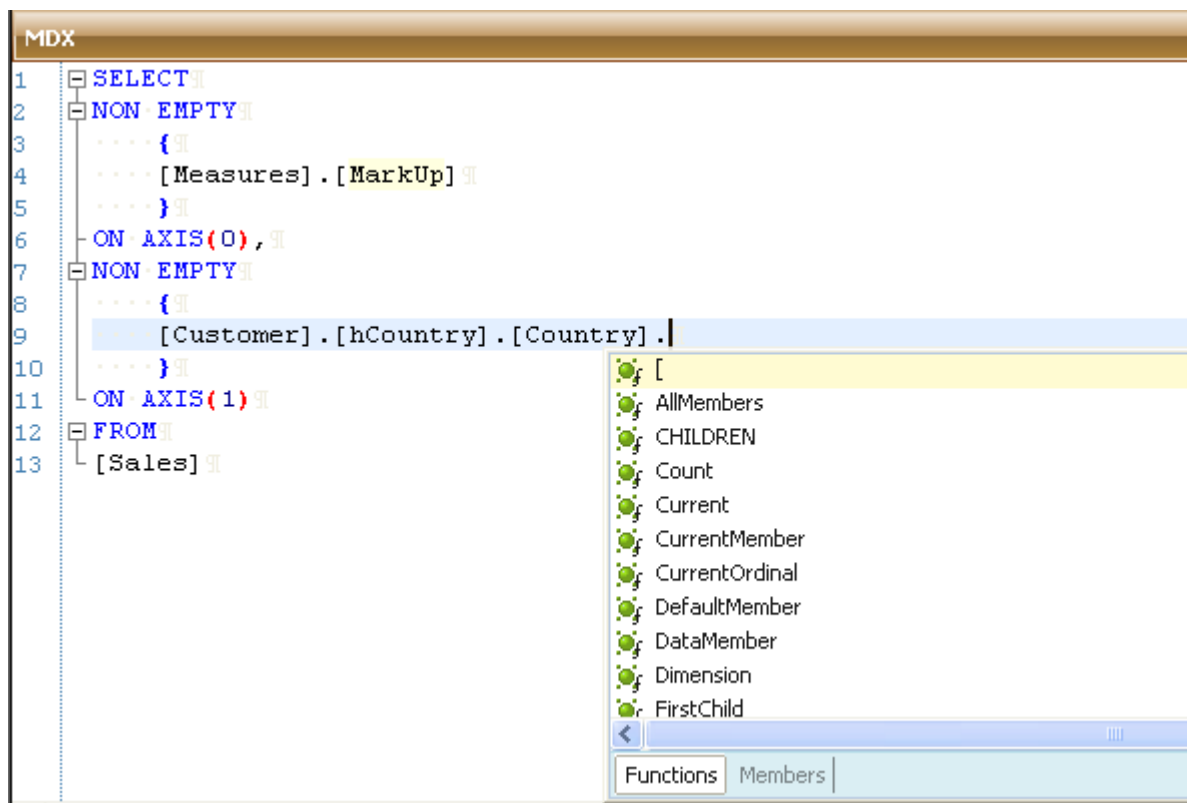 MDX
1 SELECT¶
2 NON·EMPTY¶
3 ····{¶
4 ····[Measures].[MarkUp]¶
5 ····}¶
6 ON·AXIS(0),¶
7 NON·EMPTY¶
8 ····{¶
9 ····[Customer].[hCountry].[Country].¶
10 ····}¶
11 ON·AXIS(1)¶
12 FROM¶
13 [Sales]¶
[
AllMembers
CHILDREN
Count
Current
CurrentMember
CurrentOrdinal
DefaultMember
DataMember
Dimension
FirstChild
Functions Members